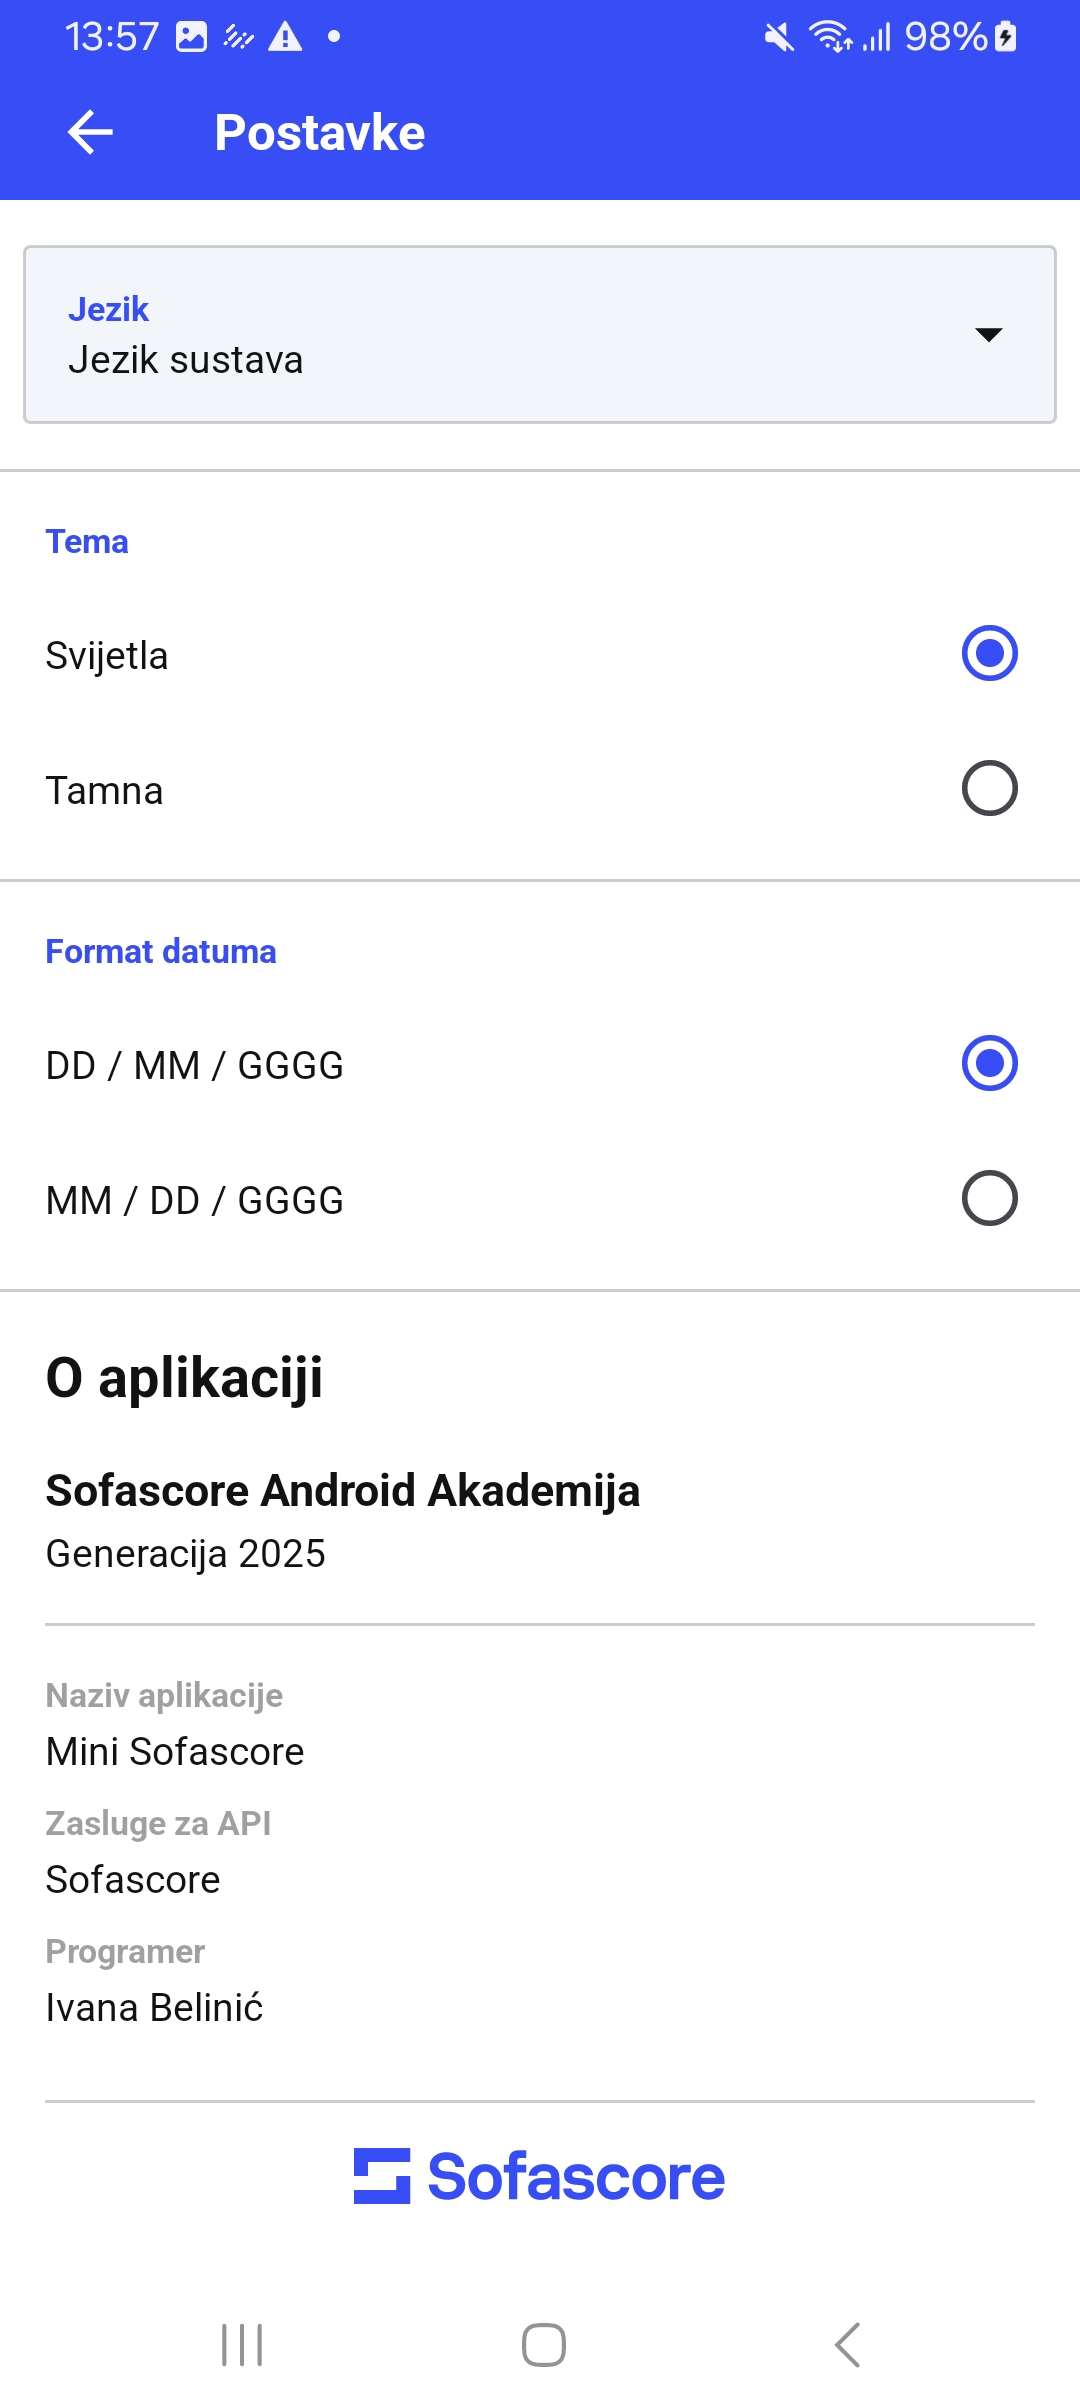 13:57
98%
Postavke
Jezik
Jezik sustava
Tema
Svijetla
Tamna
Format datuma
DD / MM / GGGG
MM / DD / GGGG
O aplikaciji
Sofascore Android Akademija
Generacija 2025
Naziv aplikacije
Mini Sofascore
Zasluge za API
Sofascore
Programer
Ivana Belinić
Sofascore